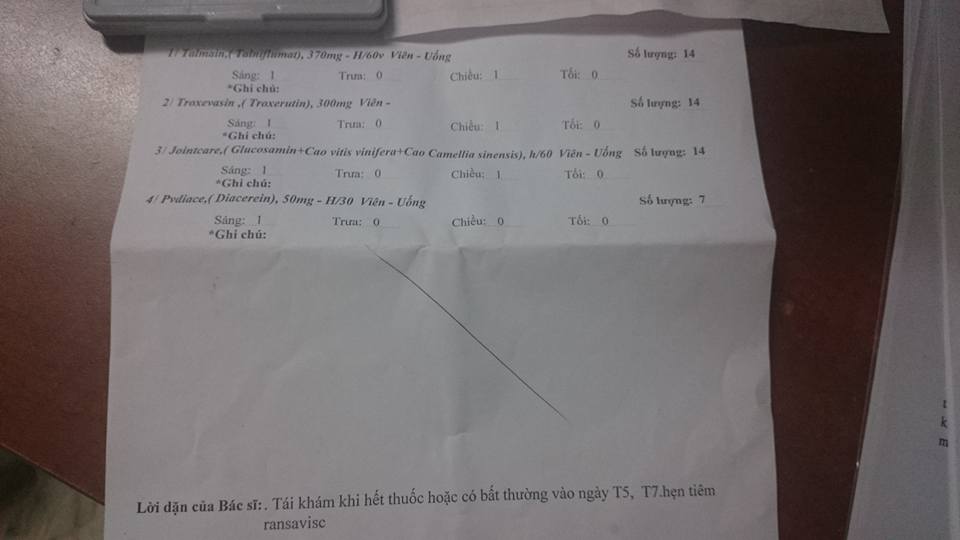 1/ Talmain,( Talniflumat), 370mg - H/60v Viên - Uống Số lượng: 14
Sáng: 1 Trưa: 0 Chiều: 1 Tối: 0
*Ghi chú:
2/ Troxevasin ,( Troxerutin), 300mg Viên - Số lượng: 14
Sáng: 1 Trưa: 0 Chiều: 1 Tối: 0
*Ghi chú:
3/ Jointcare,( Glucosamin+Cao vitis vinifera+Cao Camellia sinensis), h/60 Viên - Uống Số lượng: 14
Sáng: 1 Trưa: 0 Chiều: 1 Tối: 0
*Ghi chú:
4/ Pvdiace,( Diacerein), 50mg - H/30 Viên - Uống Số lượng: 7
Sáng: 1 Trưa: 0 Chiều: 0 Tối: 0
*Ghi chú:
Lời dặn của Bác sĩ: . Tái khám khi hết thuốc hoặc có bất thường vào ngày T5, T7.hẹn tiêm
ransavisc
k
m